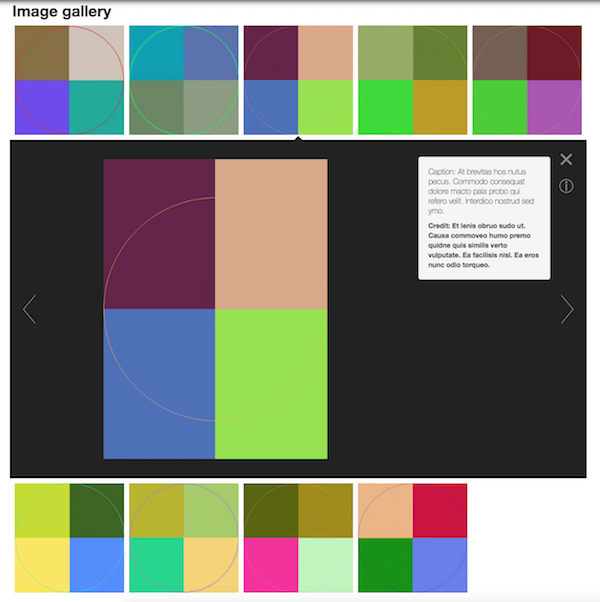 Image gallery
Caption: At brevitas hos nutus
pecus. Commodo consequat
dolore macto pala probo qui
refero velit. Interdico nostrud sed
ymo.
Credit: Et lenis obruo sudo ut.
Causa commoveo humo premo
quidne quis similis verto
vulputate. Ea facilisis nisl. Ea eros
nunc odio torqueo.